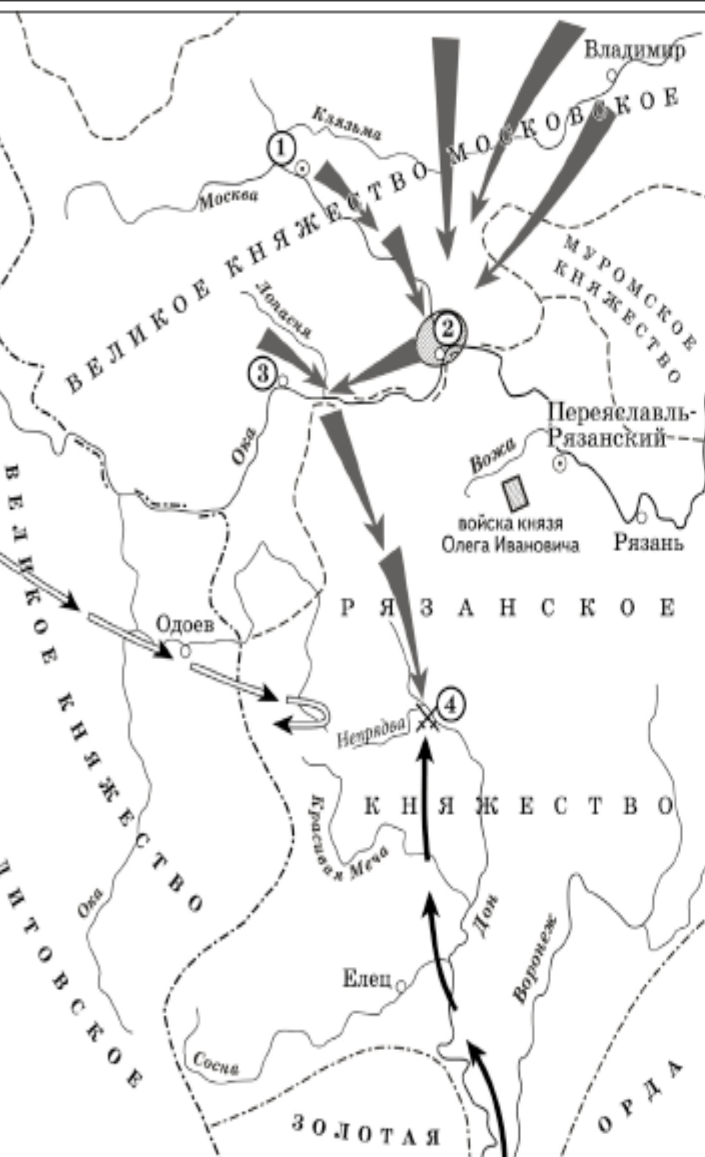 Владимир
Клязьма
1
ВЕЛИКОЕ КНЯЖЕСТВО МОСКОВСКОЕ
Москва
МУРОМСКОЕ
КНЯЖЕСТВО
Лопасня
2
3
Переяславль-
Рязанский
Ока
Вожа
войска князя
Олега Ивановича
Рязань
РЯЗАНСКОЕ
Одоев
4
Непрядва
КНЯЖЕСТВО
Красивая Меча
ВЕЛИКОЕ КНЯЖЕСТВО
ЛИТОВСКОЕ
Ока
Дон
Воронеж
Елец
Сосна
ЗОЛОТАЯ
ОРДА